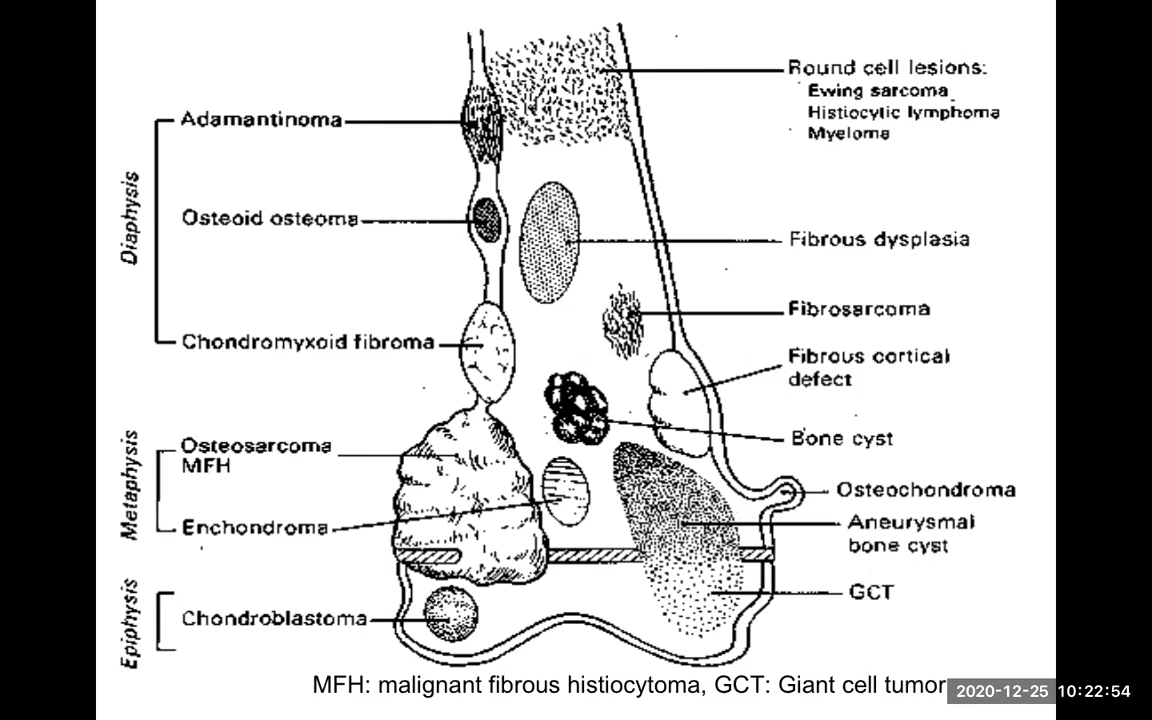 Round cell lesions:
Ewing sarcoma
Histiocytic lymphoma
Myeloma
Adamantinoma
Diaphysis
Osteoid osteoma
Fibrous dysplasia
Fibrosarcoma
Chondromyxoid fibroma
Fibrous cortical
defect
Bone cyst
Metaphysis
Osteosarcoma
MFH
Osteochondroma
Enchondroma
Aneurysmal
bone cyst
GCT
Epiphysis
Chondroblastoma
MFH: malignant fibrous histiocytoma, GCT: Giant cell tumor
2020-12-25 10:22:54